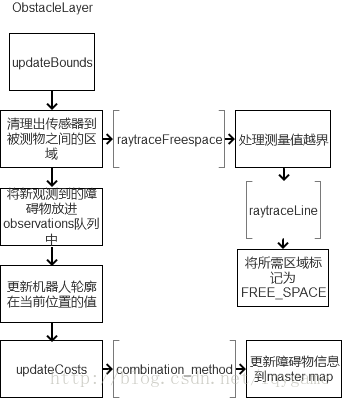 ObstacleLayer
updateBounds
清理出传感器到
被测物之间的区
域
raytraceFreespace
处理测量值越界
raytraceLine
将新观测到的障
碍物放进
observations队列
中
将所需区域标
记为
FREE_SPACE
更新机器人轮廓
在当前位置的值
updateCosts
combination_method
更新障碍物信息
到master map